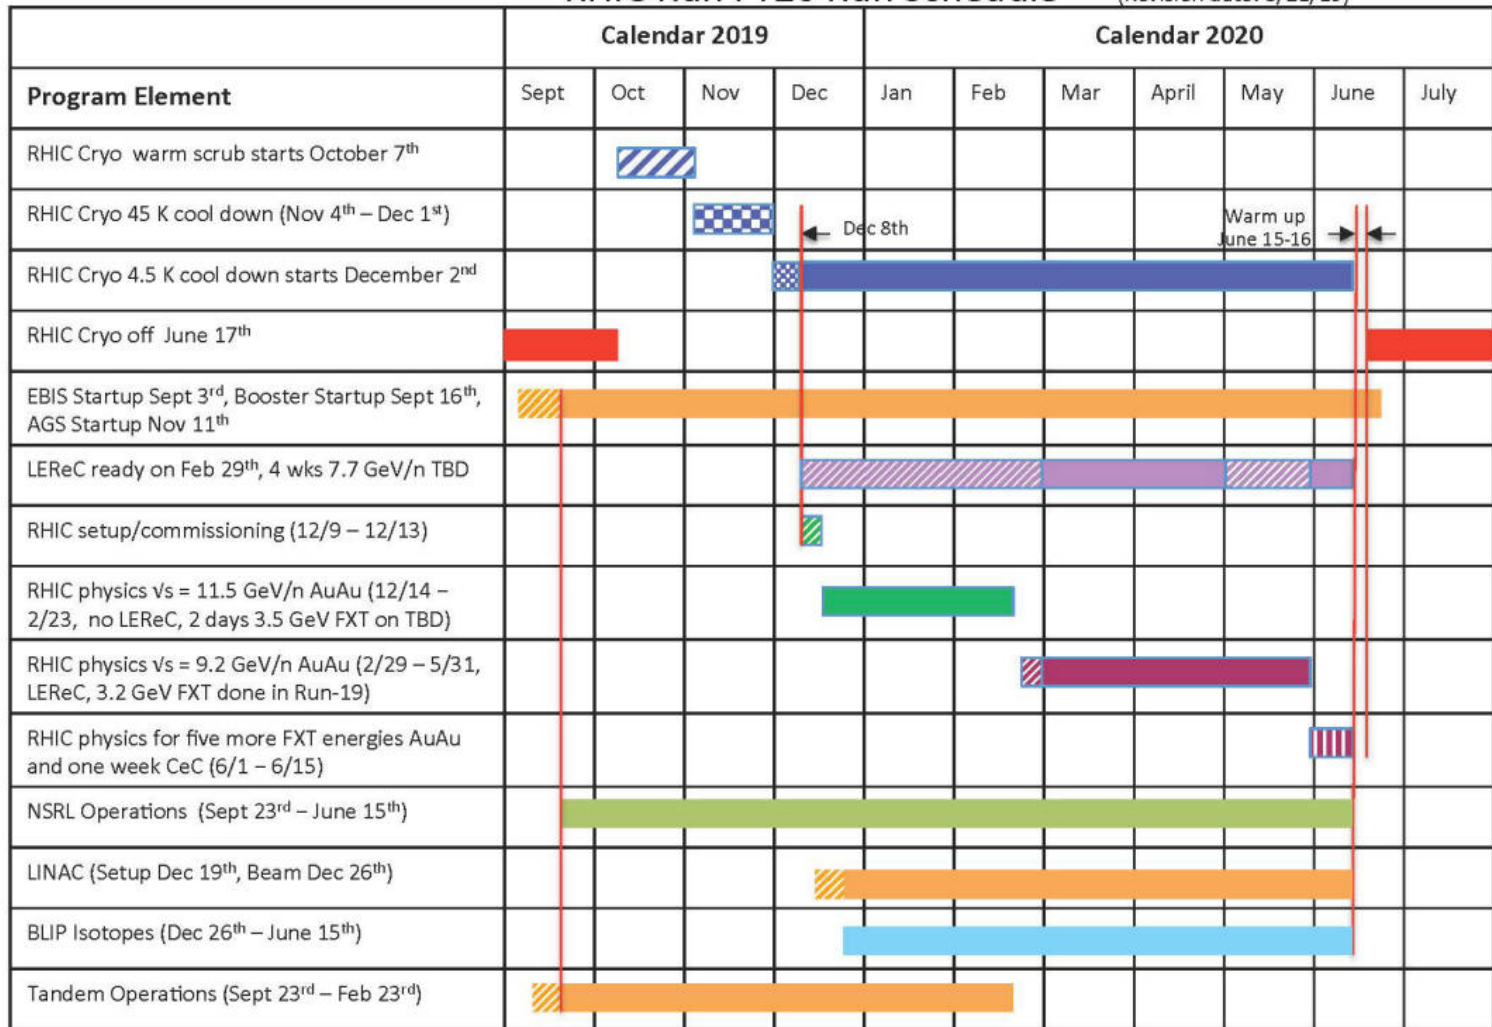 Calendar 2019 Calendar 2020
Program Element Sept Oct Nov Dec Jan Feb Mar April May June July
RHIC Cryo warm scrub starts October 7th
RHIC Cryo 45 K cool down (Nov 4th – Dec 1st)
Dec 8th
Warm up
June 15-16
RHIC Cryo 4.5 K cool down starts December 2nd
RHIC Cryo off June 17th
EBIS Startup Sept 3rd, Booster Startup Sept 16th,
AGS Startup Nov 11th
LEReC ready on Feb 29th, 4 wks 7.7 GeV/n TBD
RHIC setup/commissioning (12/9 – 12/13)
RHIC physics √s = 11.5 GeV/n AuAu (12/14 –
2/23, no LEReC, 2 days 3.5 GeV FXT on TBD)
RHIC physics √s = 9.2 GeV/n AuAu (2/29 – 5/31,
LEReC, 3.2 GeV FXT done in Run-19)
RHIC physics for five more FXT energies AuAu
and one week CeC (6/1 – 6/15)
NSRL Operations (Sept 23rd – June 15th)
LINAC (Setup Dec 19th, Beam Dec 26th)
BLIP Isotopes (Dec 26th – June 15th)
Tandem Operations (Sept 23rd – Feb 23rd)